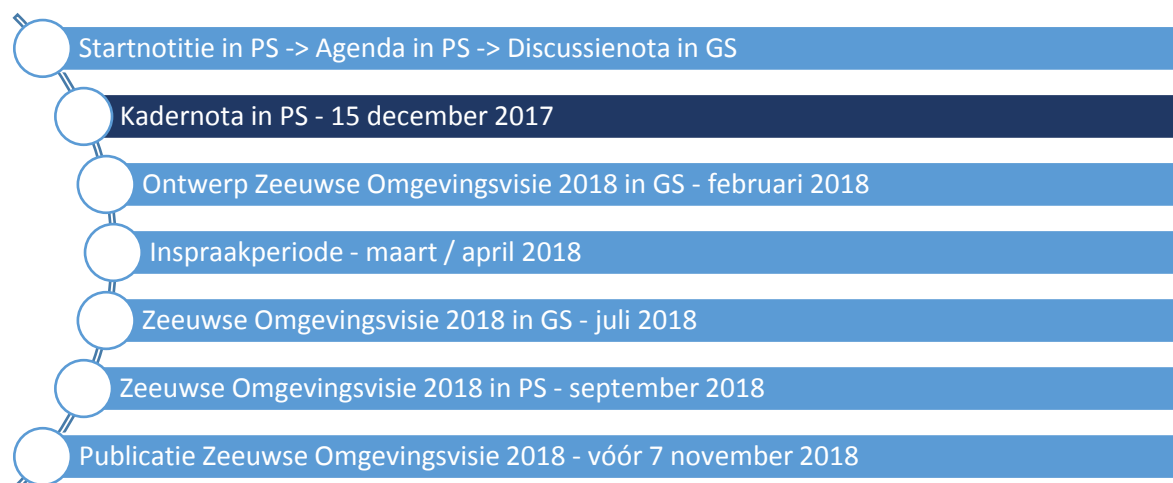 Startnotitie in PS -> Agenda in PS -> Discussienota in GS
Kadernota in PS - 15 december 2017
Ontwerp Zeeuwse Omgevingsvisie 2018 in GS - februari 2018
Inspraakperiode - maart / april 2018
Zeeuwse Omgevingsvisie 2018 in GS - juli 2018
Zeeuwse Omgevingsvisie 2018 in PS - september 2018
Publicatie Zeeuwse Omgevingsvisie 2018 - vóór 7 november 2018